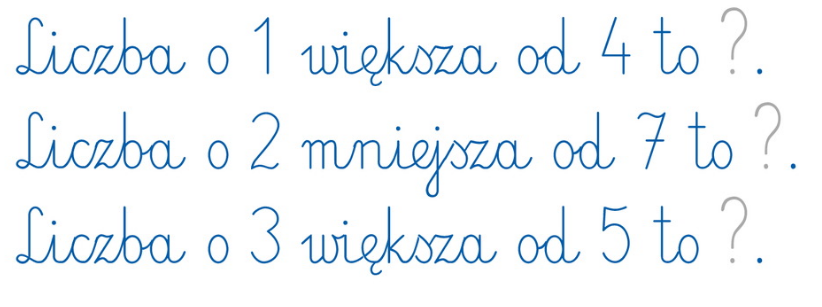 Liczba o 1 większa od 4 to ?.
Liczba o 2 mniejsza od 7 to ?.
Liczba o 3 większa od 5 to ?.